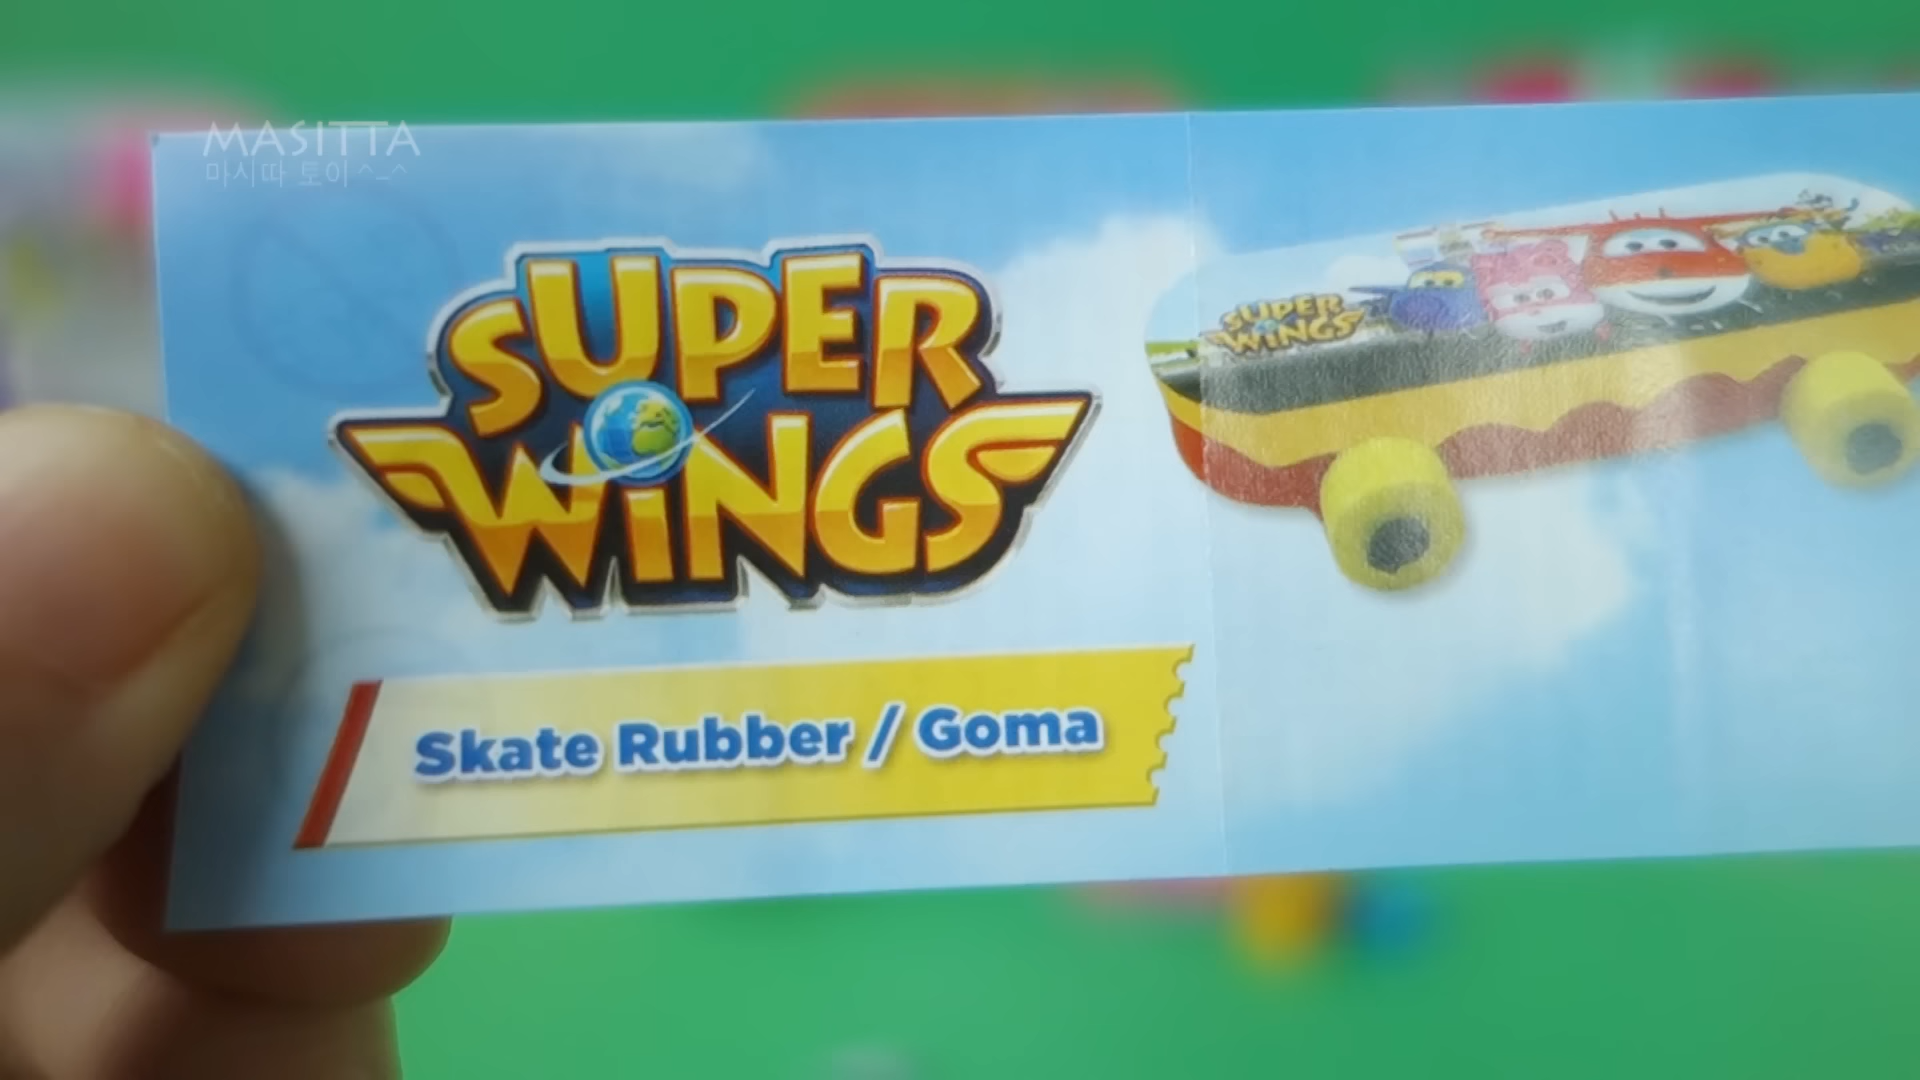 MASITTA
마시따 토이 ^-^
SUPER
WiNGS
SUPER
WiNGS
Skate Rubber / Goma